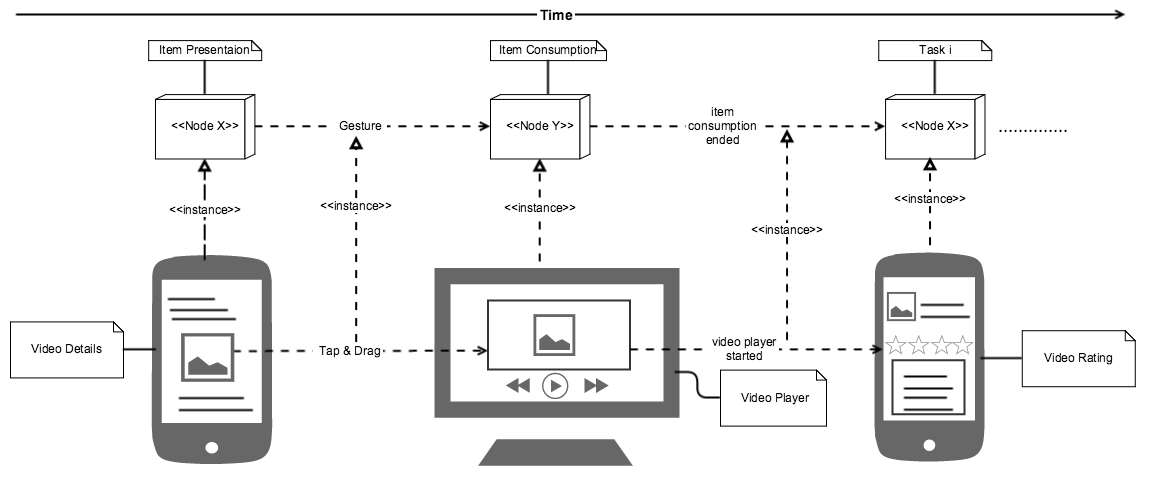 Time
Item Presentaion
Item Consumption
Task i
<<Node X>>
Gesture
<<Node Y>>
item
consumption
ended
<<Node X>>
..............
<<instance>>
<<instance>>
<<instance>>
<<instance>>
<<instance>>
Video Details
Tap & Drag
video player
started
Video Rating
Video Player